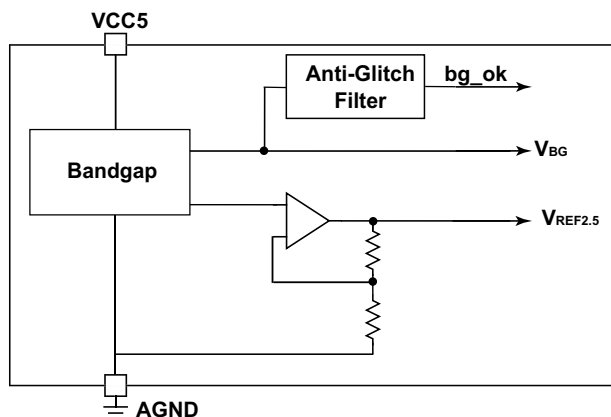 VCC5
Anti-Glitch
Filter
bg_ok
Bandgap
VBG
VREF2.5
AGND